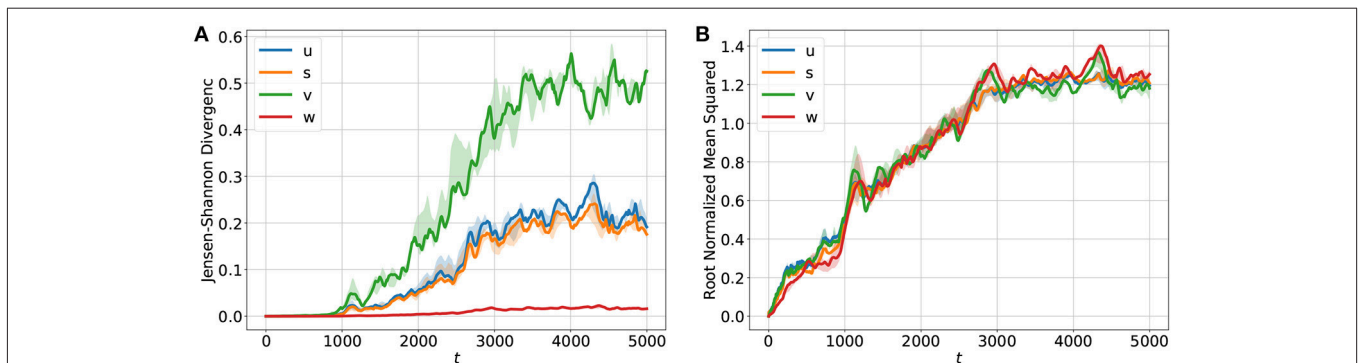 A
Jensen-Shannon Divergenc
0.6
0.5
0.4
0.3
0.2
0.1
0.0
u
s
v
w
0
1000
2000
3000
4000
5000
t
B
Root Normalized Mean Squared
1.4
1.2
1.0
0.8
0.6
0.4
0.2
0.0
u
s
v
w
0
1000
2000
3000
4000
5000
t